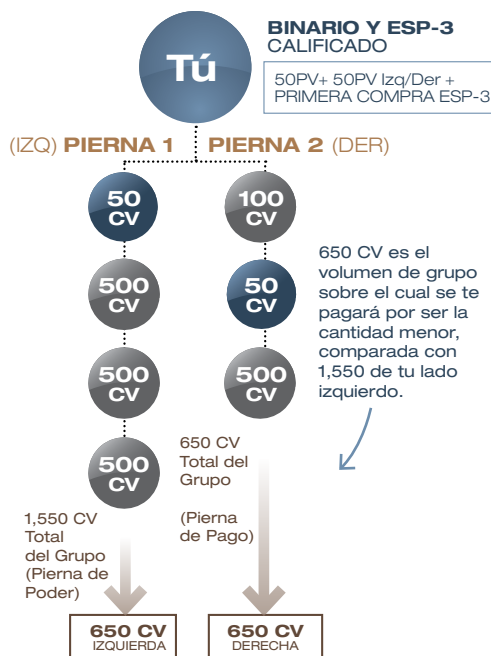 Tú
BINARIO Y ESP-3
CALIFICADO
50PV+ 50PV Izq/Der +
PRIMERA COMPRA ESP-3
(IZQ) PIERNA 1
PIERNA 2 (DER)
50
CV
500
CV
500
CV
500
CV
100
CV
50
CV
500
CV
650 CV es el
volumen de grupo
sobre el cual se te
pagará por ser la
cantidad menor,
comparada con
1,550 de tu lado
izquierdo.
650 CV
Total del
Grupo
(Pierna
de Pago)
1,550 CV
Total
del Grupo
(Pierna de
Poder)
650 CV
IZQUIERDA
650 CV
DERECHA